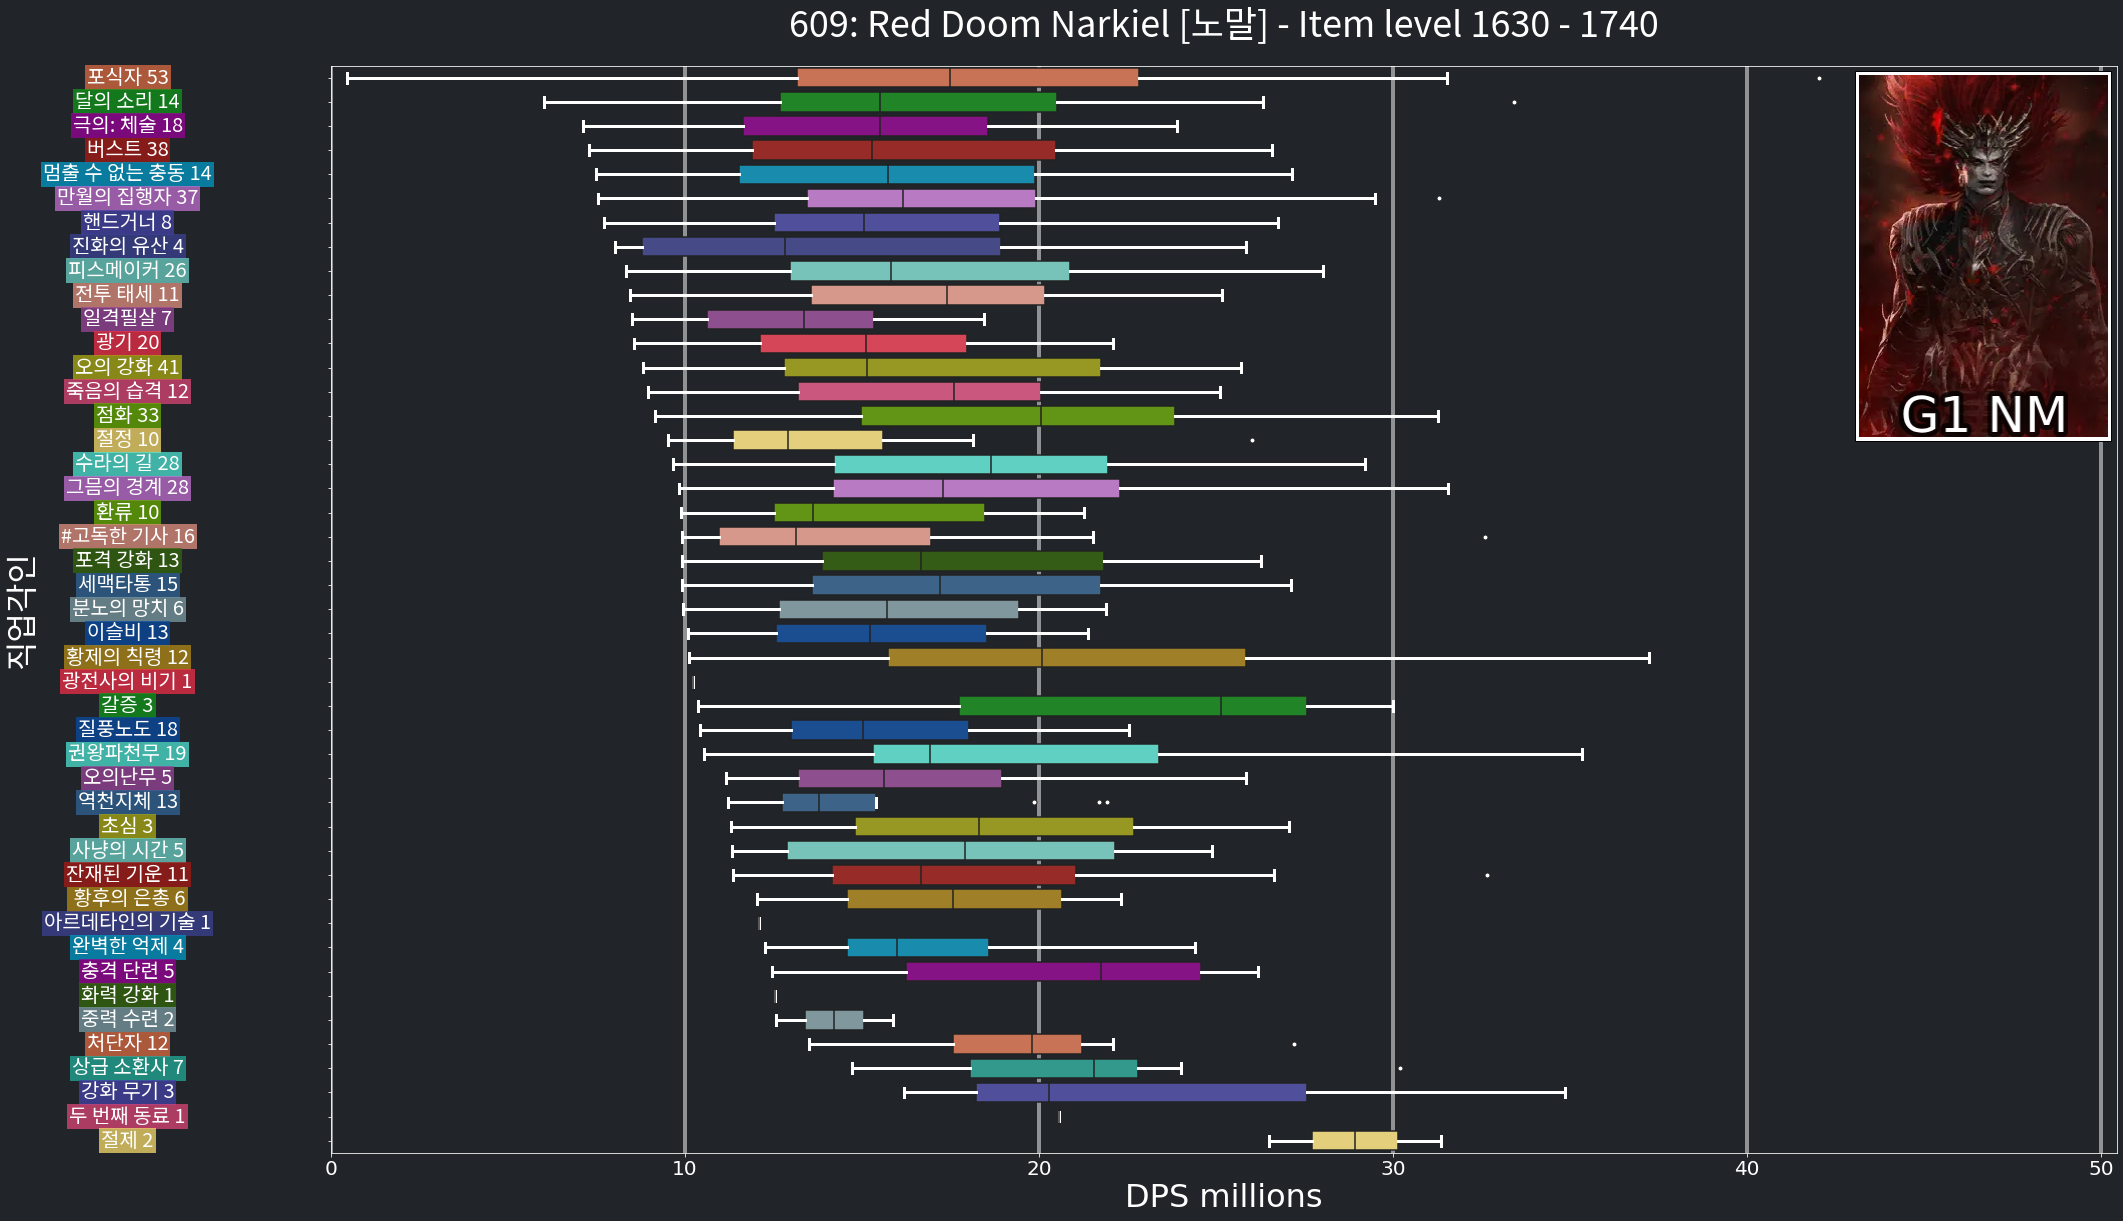 609: Red Doom Narkiel [노말] - Item level 1630 - 1740
직업각인
포식자 53
달의 소리 14
극의: 체술 18
버스트 38
멈출 수 없는 충동 14
만월의 집행자 37
핸드거너 8
진화의 유산 4
피스메이커 26
전투 태세 11
일격필살 7
광기 20
오의 강화 41
죽음의 습격 12
점화 33
절정 10
수라의 길 28
그믐의 경계 28
환류 10
#고독한 기사 16
포격 강화 13
세맥타통 15
분노의 망치 6
이슬비 13
황제의 칙령 12
광전사의 비기 1
갈증 3
질풍노도 18
권왕파천무 19
오의난무 5
역천지체 13
초심 3
사냥의 시간 5
잔재된 기운 11
황후의 은총 6
아르데타인의 기술 1
완벽한 억제 4
충격 단련 5
화력 강화 1
중력 수련 2
처단자 12
상급 소환사 7
강화 무기 3
두 번째 동료 1
절제 2
G1 NM
0 10 20 30 40 50
DPS millions